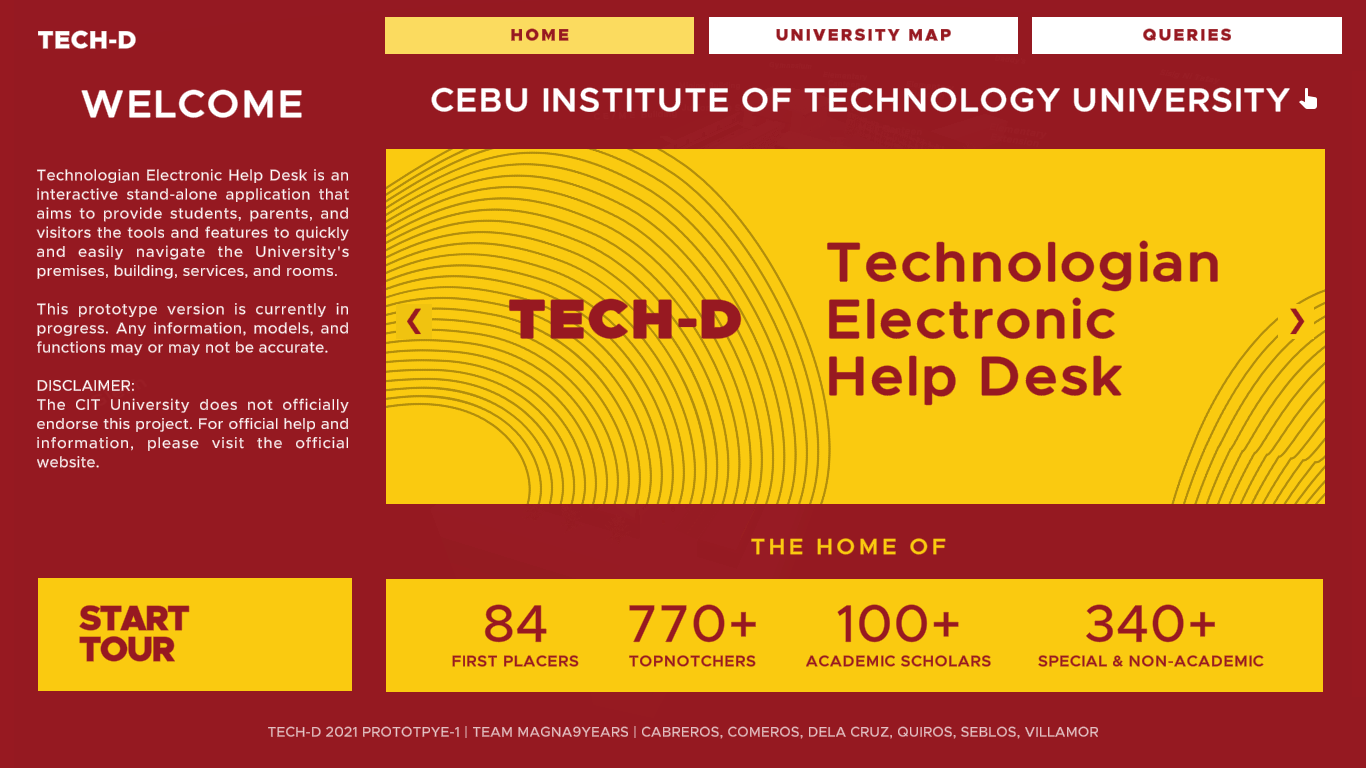 TECH-D
HOME
UNIVERSITY MAP
QUERIES
WELCOME
CEBU INSTITUTE OF TECHNOLOGY UNIVERSITY
Technologian Electronic Help Desk is an
interactive stand-alone application that
aims to provide students, parents, and
visitors the tools and features to quickly
and easily navigate the University's
premises, building, services, and rooms.
This prototype version is currently in
progress. Any information, models, and
functions may or may not be accurate.
DISCLAIMER:
The CIT University does not officially
endorse this project. For official help and
information, please visit the official
website.
TECH-D
Technologian
Electronic
Help Desk
THE HOME OF
START
TOUR
84
FIRST PLACERS
770+
TOPNOTCHERS
100+
ACADEMIC SCHOLARS
340+
SPECIAL & NON-ACADEMIC
TECH-D 2021 PROTOTPYE-1 | TEAM MAGNA9YEARS | CABREROS, COMEROS, DELA CRUZ, QUIROS, SEBLOS, VILLAMOR